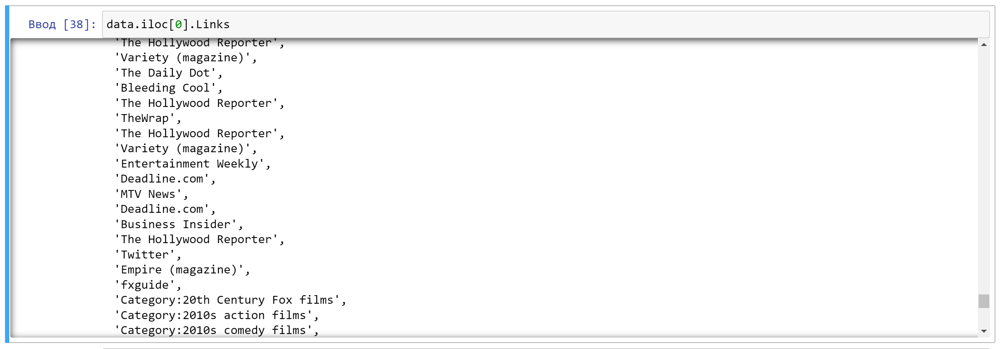 Ввод [38]: data.iloc[0].Links
'The Hollywood Reporter',
'Variety (magazine)',
'The Daily Dot',
'Bleeding Cool',
'The Hollywood Reporter',
'TheWrap',
'The Hollywood Reporter',
'Variety (magazine)',
'Entertainment Weekly',
'Deadline.com',
'MTV News',
'Deadline.com',
'Business Insider',
'The Hollywood Reporter',
'Twitter',
'Empire (magazine)',
'fxguide',
'Category:20th Century Fox films',
'Category:2010s action films',
'Category:2010s comedy films',